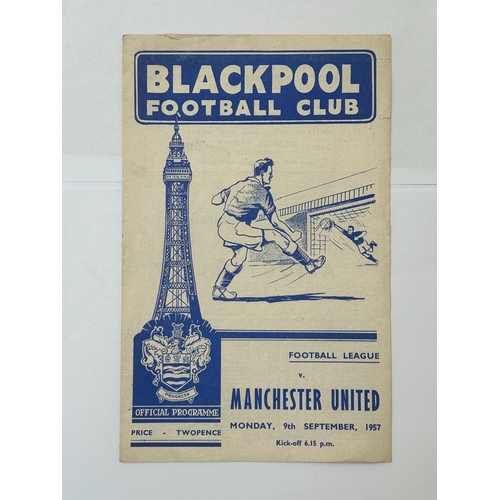 BLACKPOOL
FOOTBALL CLUB
FOOTBALL LEAGUE
v.
MANCHESTER UNITED
MONDAY, 9th SEPTEMBER, 1957
Kick-off 6.15 p.m.
PROGRESS
OFFICIAL PROGRAMME
PRICE - TWOPENCE